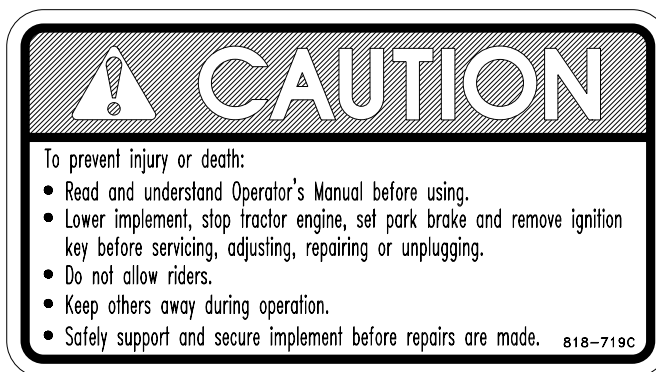 CAUTION
To prevent injury or death:
• Read and understand Operator's Manual before using.
• Lower implement, stop tractor engine, set park brake and remove ignition
key before servicing, adjusting, repairing or unplugging.
• Do not allow riders.
• Keep others away during operation.
• Safely support and secure implement before repairs are made. 818-719C